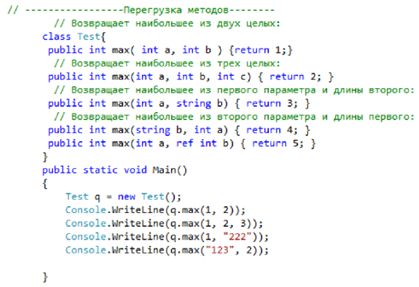 // -----------------Перегрузка методов--------
// Возвращает наибольшее из двух целых:
class Test{
public int max( int a, int b ) {return 1;}
// Возвращает наибольшее из трех целых:
public int max(int a, int b, int c) { return 2; }
// Возвращает наибольшее из первого параметра и длины второго:
public int max(int a, string b) { return 3; }
// Возвращает наибольшее из второго параметра и длины первого:
public int max(string b, int a) { return 4; }
public int max(int a, ref int b) { return 5; }
}
public static void Main()
{
Test q = new Test();
Console.WriteLine(q.max(1, 2));
Console.WriteLine(q.max(1, 2, 3));
Console.WriteLine(q.max(1, "222"));
Console.WriteLine(q.max("123", 2));
}